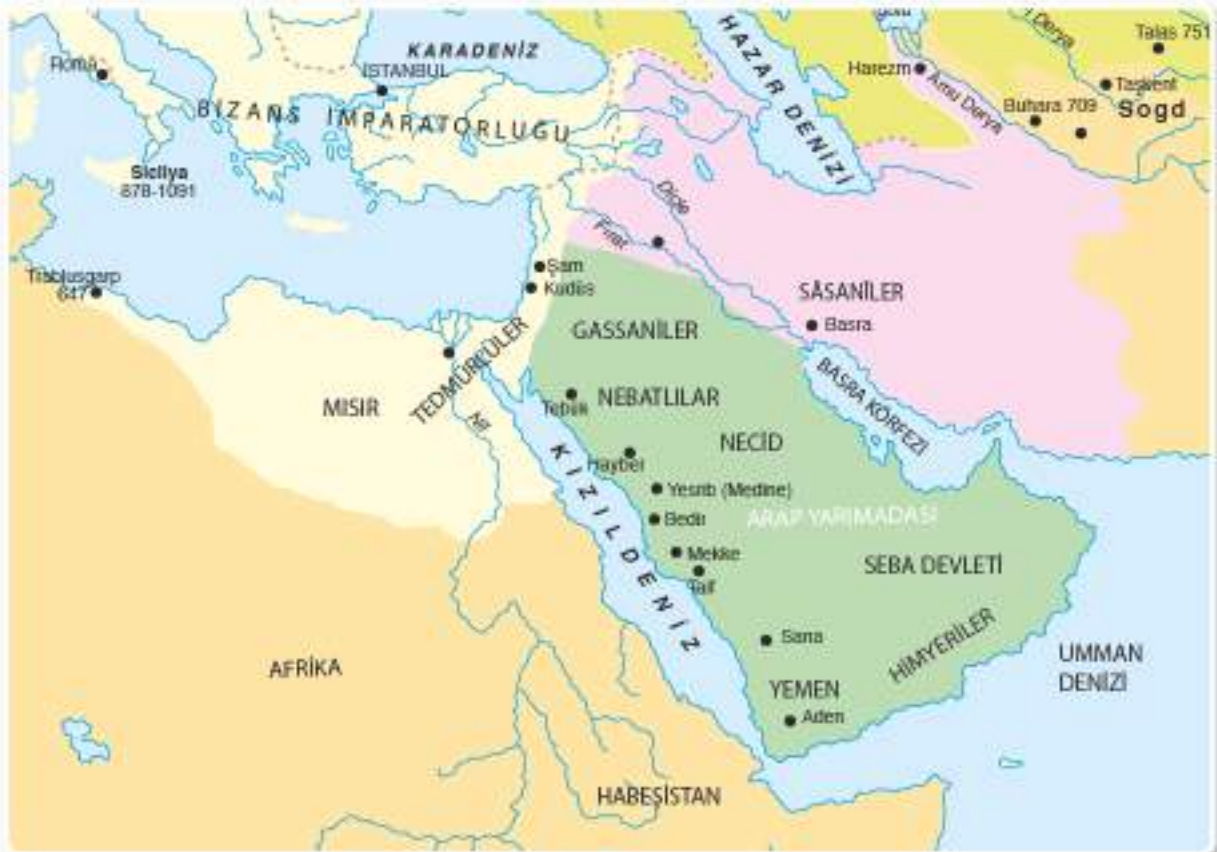 KARADENİZ
Roma
İSTANBUL
BİZANS İMPARATORLUĞU
Sicilya
878-1091
Trablusgarp
647
HAZAR DENİZİ
Harezm
Amu Derya
Derya
Talas 751
Taşkent
Buhara 709
Soğd
Dicle
Fırat
Şam
Kudüs
SÂSANİLER
Basra
GASSANİLER
TEDMÜRLÜLER
MISIR
Nil
Tebük
NEBATLILAR
BASRA KÖRFEZİ
NECİD
Hayber
KIZILDENİZ
Yesrib (Medine)
Bedir
ARAP YARIMADASI
Mekke
Taif
SEBA DEVLETİ
Sana
HİMYERİLER
UMMAN
DENİZİ
AFRİKA
YEMEN
Aden
HABEŞİSTAN